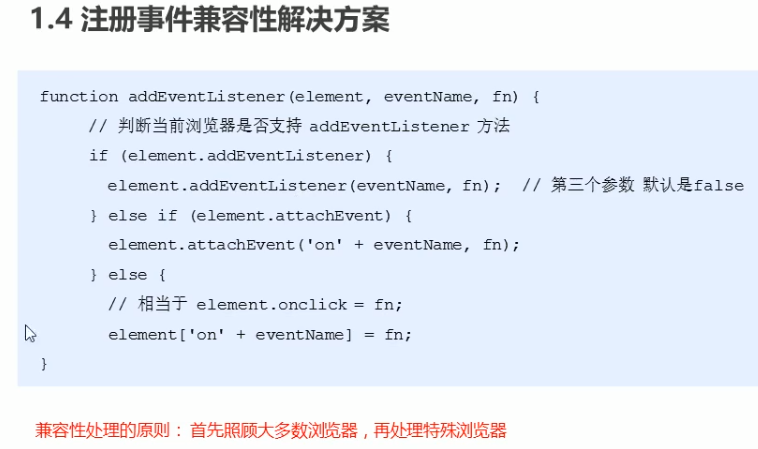 1.4 注册事件兼容性解决方案
function addEventListener(element, eventName, fn) {
// 判断当前浏览器是否支持 addEventListener 方法
if (element.addEventListener) {
element.addEventListener(eventName, fn); // 第三个参数 默认是false
} else if (element.attachEvent) {
element.attachEvent('on' + eventName, fn);
} else {
// 相当于 element.onclick = fn;
element['on' + eventName] = fn;
}
兼容性处理的原则： 首先照顾大多数浏览器，再处理特殊浏览器